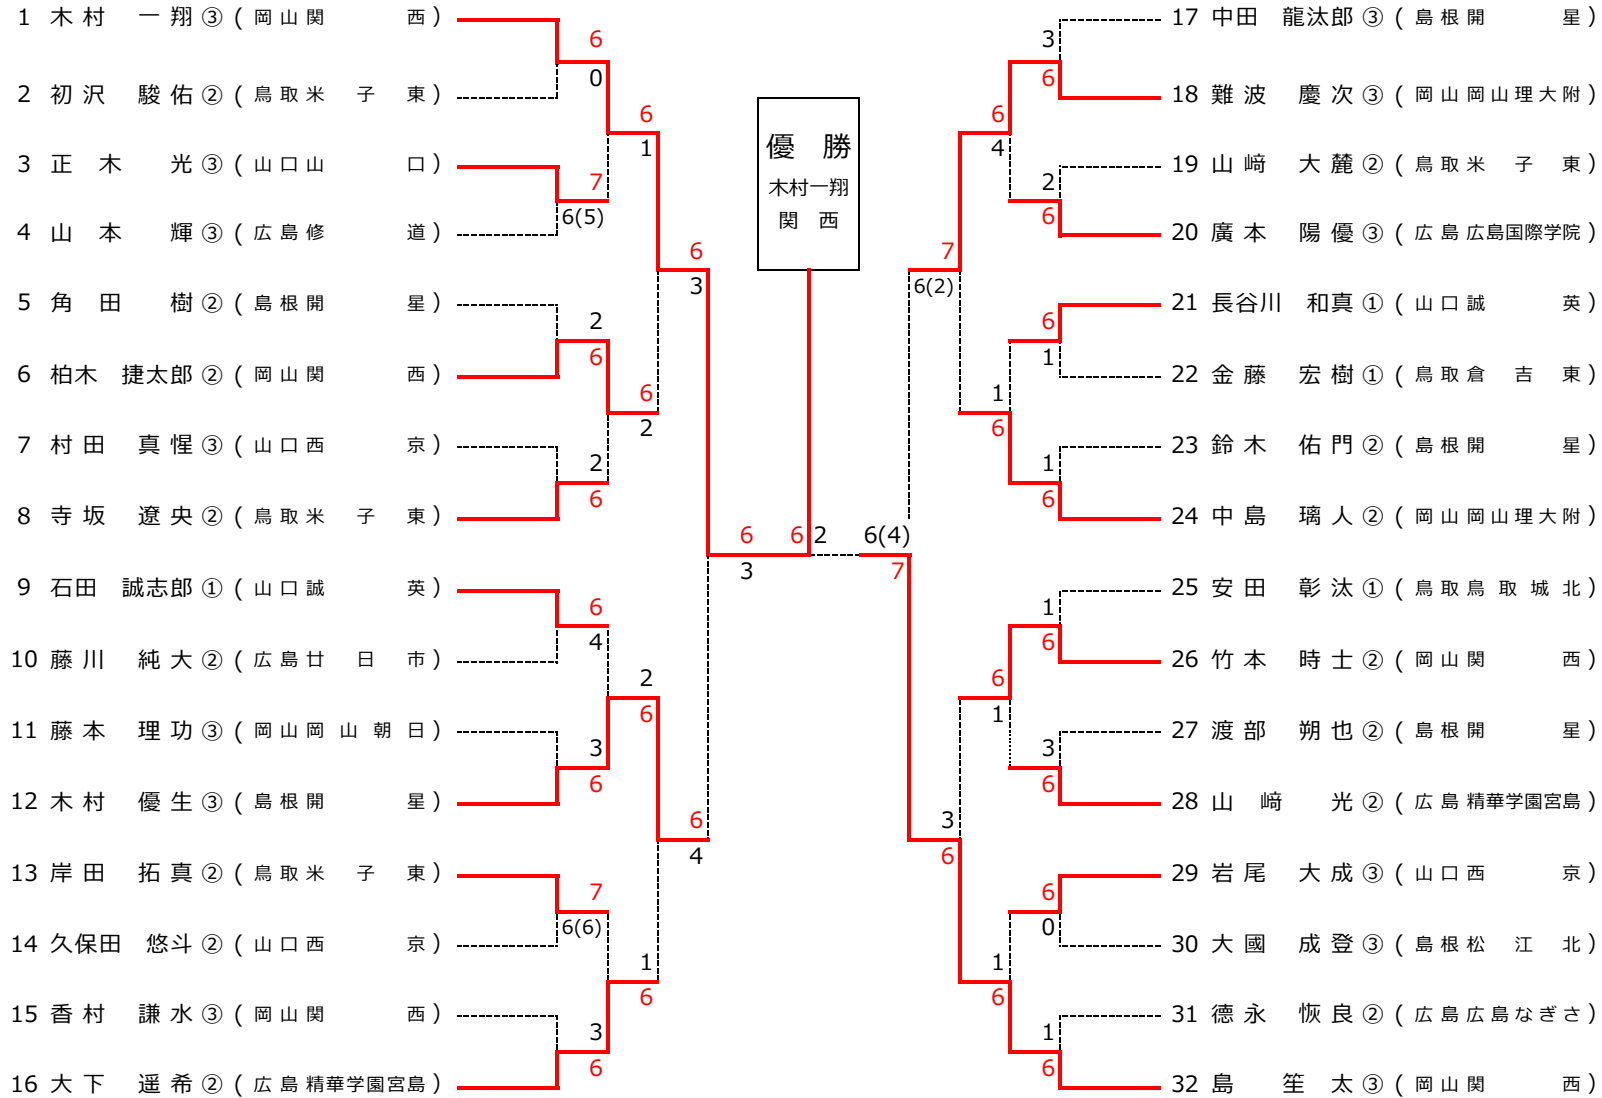 1 木村 一翔 ③ ( 岡山 関西 )
2 初沢 駿佑 ② ( 鳥取 米子東 )
3 正木 光 ③ ( 山口 山口 )
4 山本 輝 ③ ( 広島 修道 )
5 角田 樹 ② ( 島根 開星 )
6 柏木 捷太郎 ② ( 岡山 関西 )
7 村田 真惺 ③ ( 山口 西京 )
8 寺坂 遼央 ② ( 鳥取 米子東 )
9 石田 誠志郎 ① ( 山口 誠英 )
10 藤川 純大 ② ( 広島 廿日市 )
11 藤本 理功 ③ ( 岡山 岡山朝日 )
12 木村 優生 ③ ( 島根 開星 )
13 岸田 拓真 ② ( 鳥取 米子東 )
14 久保田 悠斗 ② ( 山口 西京 )
15 香村 謙水 ③ ( 岡山 関西 )
16 大下 遥希 ② ( 広島 精華学園宮島 )
6
0
7
6(5)
2
6
2
6
6
4
3
6
7
6(6)
3
6
6
1
6
2
2
6
1
6
6
3
6
4
6
3
優勝
木村一翔
関西
6 2
6(4)
7
7
6(2)
3
6
6
4
1
6
6
1
1
6
3
6
2
6
6
1
1
6
1
6
3
6
6
0
1
6
17 中田 龍汰郎 ③ ( 島根 開星 )
18 難波 慶次 ③ ( 岡山 岡山理大附 )
19 山﨑 大麓 ② ( 鳥取 米子東 )
20 廣本 陽優 ③ ( 広島 広島国際学院 )
21 長谷川 和真 ① ( 山口 誠英 )
22 金藤 宏樹 ① ( 鳥取 倉吉東 )
23 鈴木 佑門 ② ( 島根 開星 )
24 中島 璃人 ② ( 岡山 岡山理大附 )
25 安田 彰汰 ① ( 鳥取 鳥取城北 )
26 竹本 時士 ② ( 岡山 関西 )
27 渡部 朔也 ② ( 島根 開星 )
28 山﨑 光 ② ( 広島 精華学園宮島 )
29 岩尾 大成 ③ ( 山口 西京 )
30 大國 成登 ③ ( 島根 松江北 )
31 德永 恢良 ② ( 広島 広島なぎさ )
32 島 笙太 ③ ( 岡山 関西 )